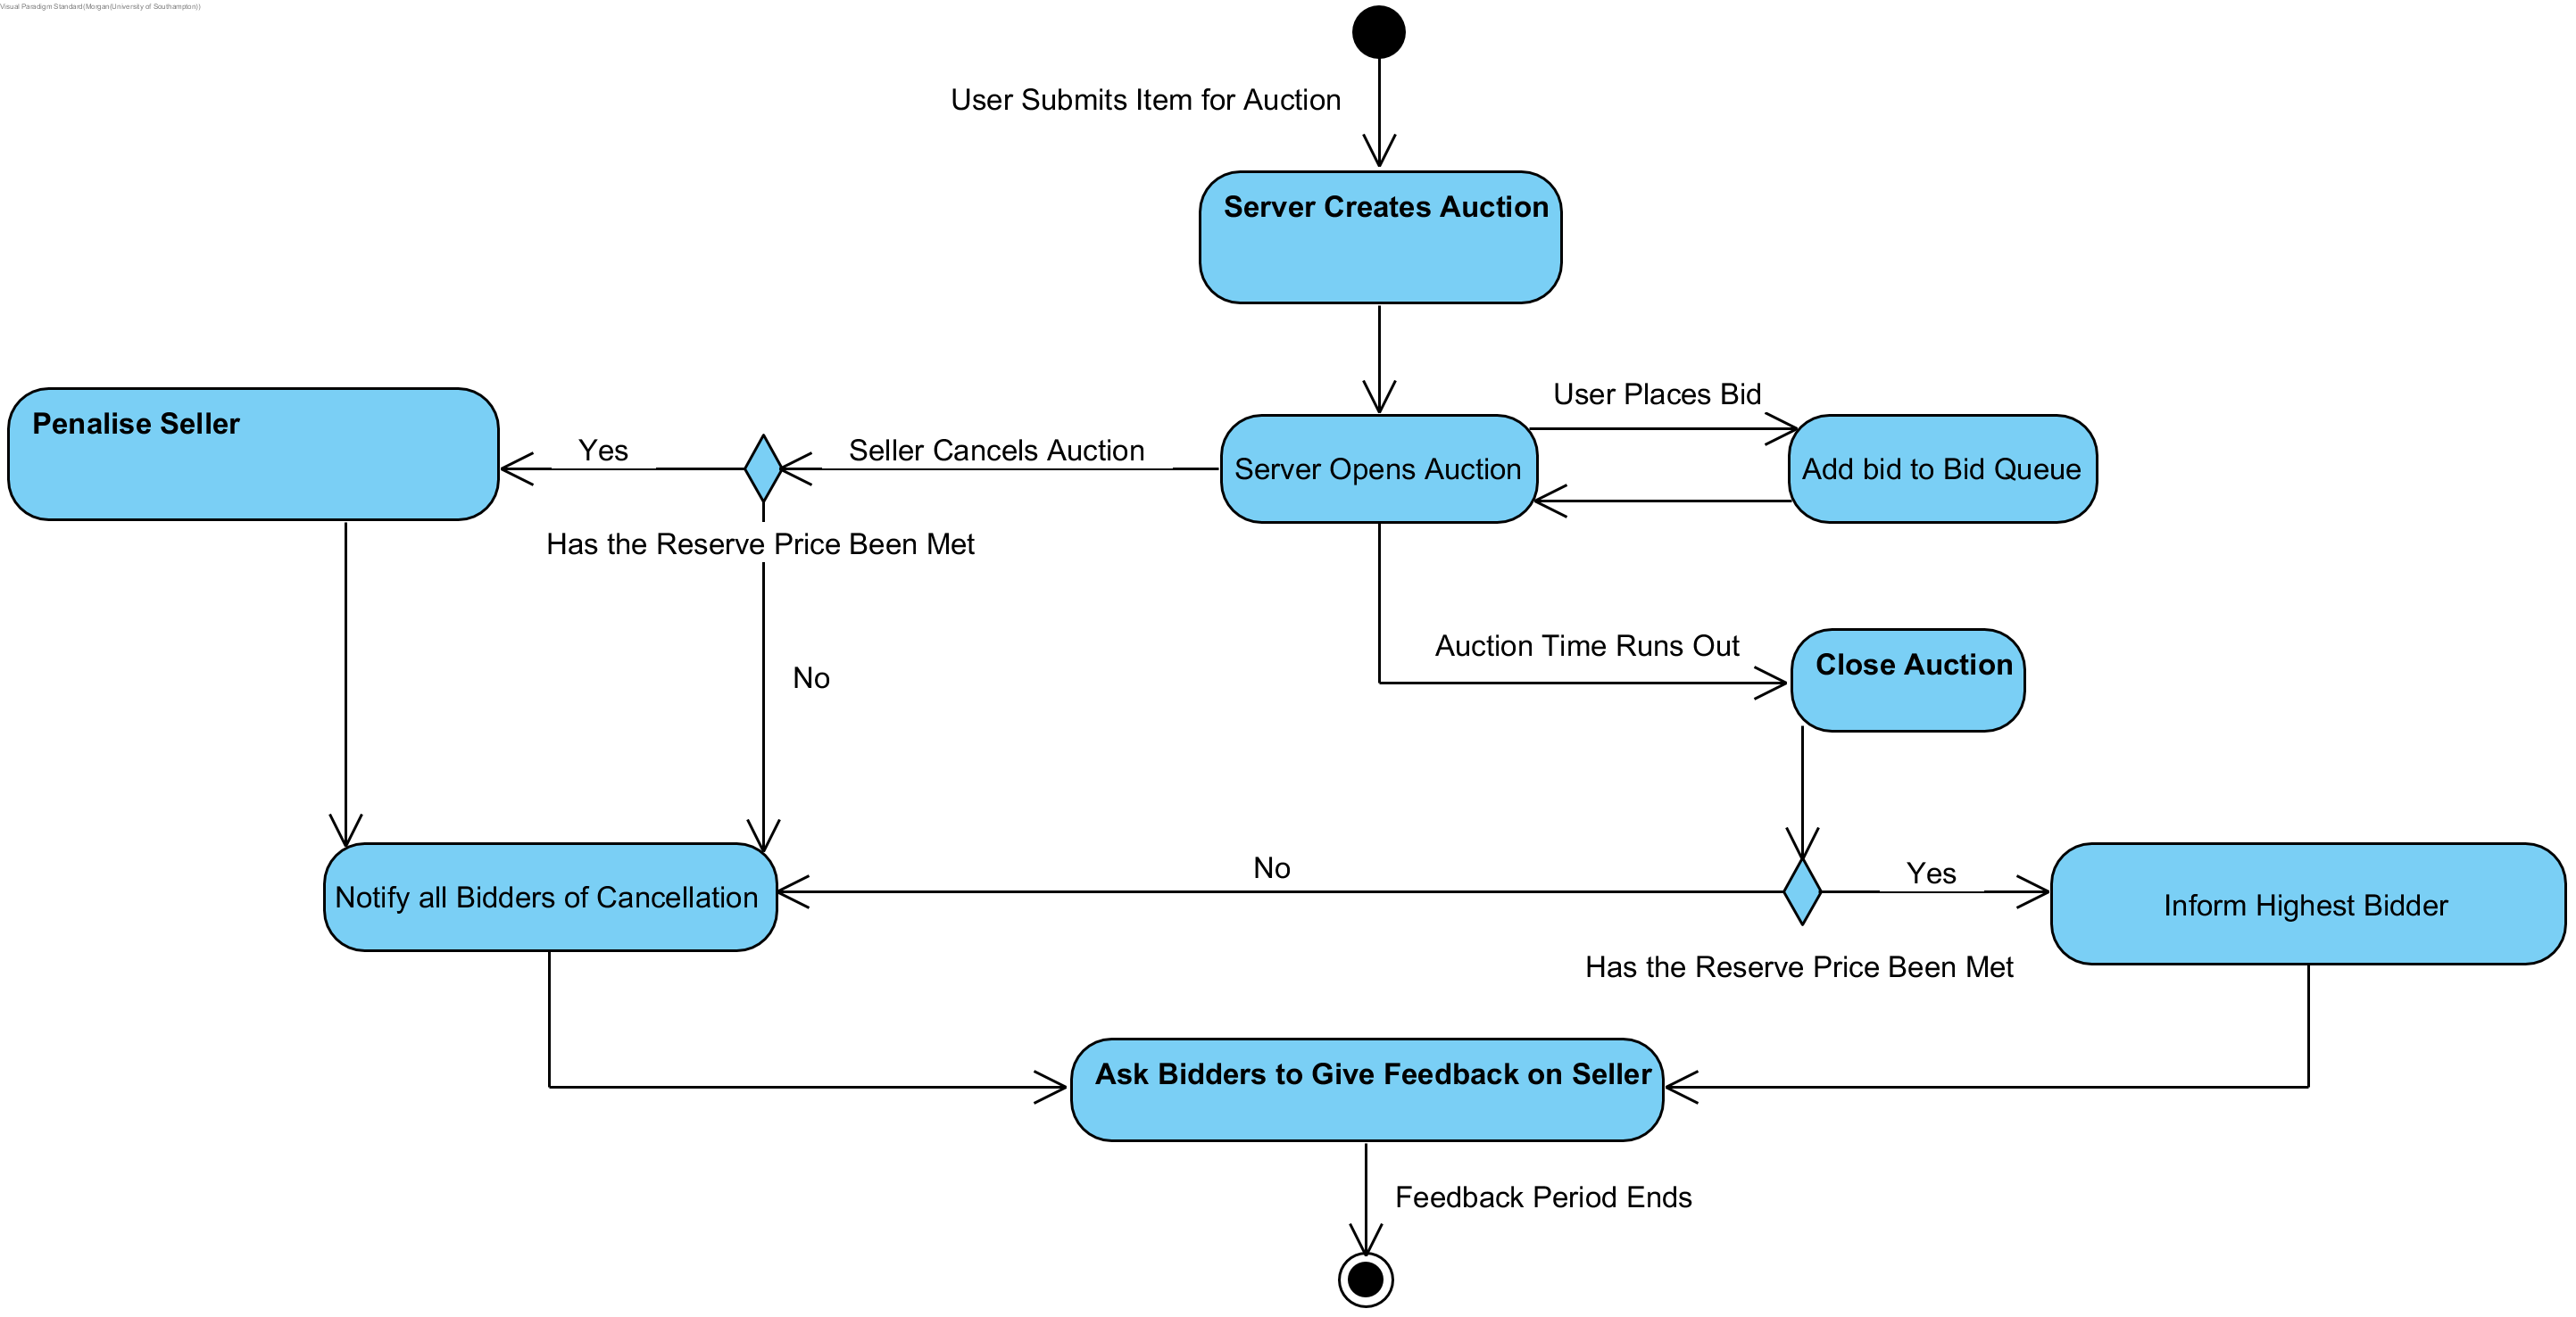 Visual Paradigm Standard(Morgan(University of Southampton))
User Submits Item for Auction
Server Creates Auction
User Places Bid
Penalise Seller
Yes
Seller Cancels Auction
Server Opens Auction
Add bid to Bid Queue
Has the Reserve Price Been Met
Auction Time Runs Out
Close Auction
No
No
Yes
Notify all Bidders of Cancellation
Inform Highest Bidder
Has the Reserve Price Been Met
Ask Bidders to Give Feedback on Seller
Feedback Period Ends